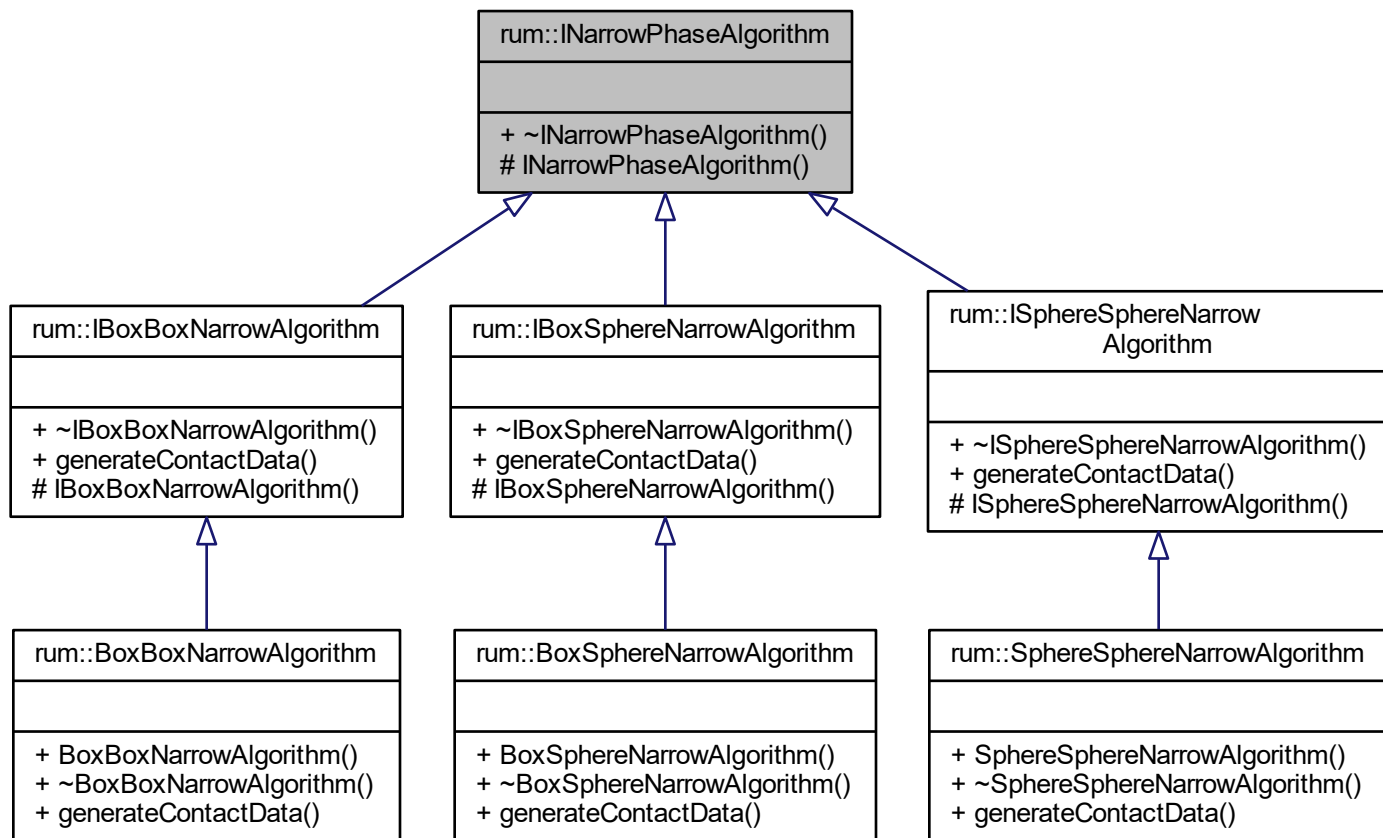 rum::INarrowPhaseAlgorithm
+ ~INarrowPhaseAlgorithm()
# INarrowPhaseAlgorithm()
rum::IBoxBoxNarrowAlgorithm
+ ~IBoxBoxNarrowAlgorithm()
+ generateContactData()
# IBoxBoxNarrowAlgorithm()
rum::IBoxSphereNarrowAlgorithm
+ ~IBoxSphereNarrowAlgorithm()
+ generateContactData()
# IBoxSphereNarrowAlgorithm()
rum::ISphereSphereNarrow
Algorithm
+ ~ISphereSphereNarrowAlgorithm()
+ generateContactData()
# ISphereSphereNarrowAlgorithm()
rum::BoxBoxNarrowAlgorithm
+ BoxBoxNarrowAlgorithm()
+ ~BoxBoxNarrowAlgorithm()
+ generateContactData()
rum::BoxSphereNarrowAlgorithm
+ BoxSphereNarrowAlgorithm()
+ ~BoxSphereNarrowAlgorithm()
+ generateContactData()
rum::SphereSphereNarrowAlgorithm
+ SphereSphereNarrowAlgorithm()
+ ~SphereSphereNarrowAlgorithm()
+ generateContactData()